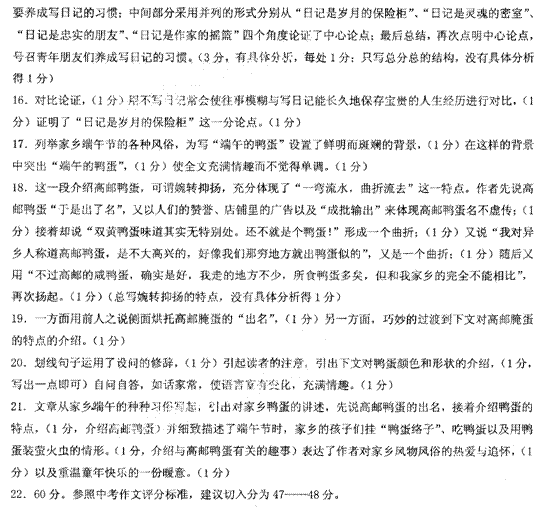 要养成写日记的习惯；中间部分采用并列的形式分别从“日记是岁月的保险柜”、“日记是灵魂的密室”、
“日记是忠实的朋友”、“日记是作家的摇篮”四个角度论证了中心论点；最后总结，再次点明中心论点，
号召青年朋友们养成写日记的习惯。（3分，有具体分析，每处1分；只写总分总的结构，没有具体分析
得1分）
16．对比论证，（1分）照不写日记常会使往事模糊与写日记能长久地保存宝贵的人生经历进行对比，（1
分）证明了“日记是岁月的保险柜”这一分论点。（1分）
17．列举家乡端午节的各种风俗，为写“端午的鸭蛋”设置了鲜明而斑斓的背景，（1分）在这样的背景
中突出“端午的鸭蛋”，（1分）使全文充满情趣而不觉得单调。（1分）
18．这一段介绍高邮鸭蛋，可谓婉转抑扬，充分体现了“一弯流水，曲折流去”这一特点。作者先说高
邮鸭蛋“于是出了名”，又以人们的赞誉、店铺里的广告以及“成批输出”来体现高邮鸭蛋名不虚传；（1
分）接着却说“双黄鸭蛋味道其实无特别处。还不就是个鸭蛋！”形成一个曲折；（1分）又说“我对异
乡人称道高邮鸭蛋，是不大高兴的，好像我们那穷地方就出鸭蛋似的”，又是一个曲折；（1分）随后又
用“不过高邮的咸鸭蛋，确实是好，我走的地方不少，所食鸭蛋多矣，但和我家乡的完全不能相比”，
再次扬起。（1分）（总写婉转抑扬的特点，没有具体分析得1分）
19．一方面用前人之说侧面烘托高邮腌蛋的“出名”，（1分）另一方面，巧妙的过渡到下文对高邮腌蛋
的特点的介绍。（1分）
20．划线句子运用了设问的修辞，（1分）引起读者的注意，引出下文对鸭蛋颜色和形状的介绍，（1分，
写出一点即可）自问自答，如话家常，使语言富有变化，充满情趣。（1分）
21．文章从家乡端午的种种习俗写起，引出对家乡鸭蛋的讲述，先说高邮鸭蛋的出名，接着介绍鸭蛋的
特点，（1分，介绍高邮鸭蛋）并细致描述了端午节时，家乡的孩子们挂“鸭蛋络子”、吃鸭蛋以及用鸭
蛋装萤火虫的情形。（1分，介绍与高邮鸭蛋有关的趣事）表达了作者对家乡风物风俗的热爱与追怀，（1
分）以及重温童年快乐的一份暖意。（1分）
22．60分。参照中考作文评分标准，建议切入分为47——48分。